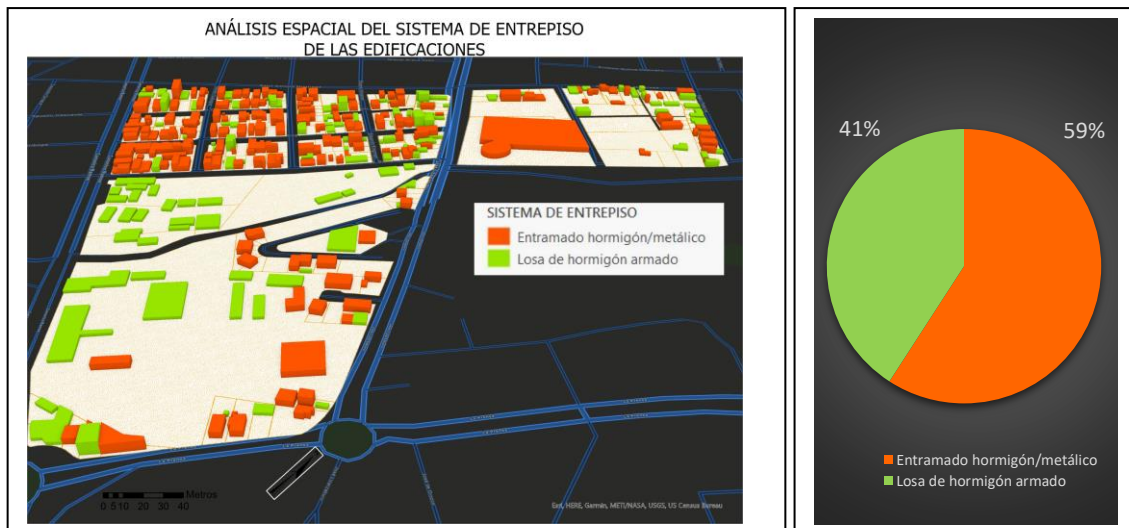 ANÁLISIS ESPACIAL DEL SISTEMA DE ENTREPISO
DE LAS EDIFICACIONES
SISTEMA DE ENTREPISO
Entramado hormigón/metálico
Losa de hormigón armado
Metros
0 5 10 20 30 40
Esri, HERE, Garmin, METI/NASA, USGS, US Census Bureau
41%
59%
Entramado hormigón/metálico
Losa de hormigón armado